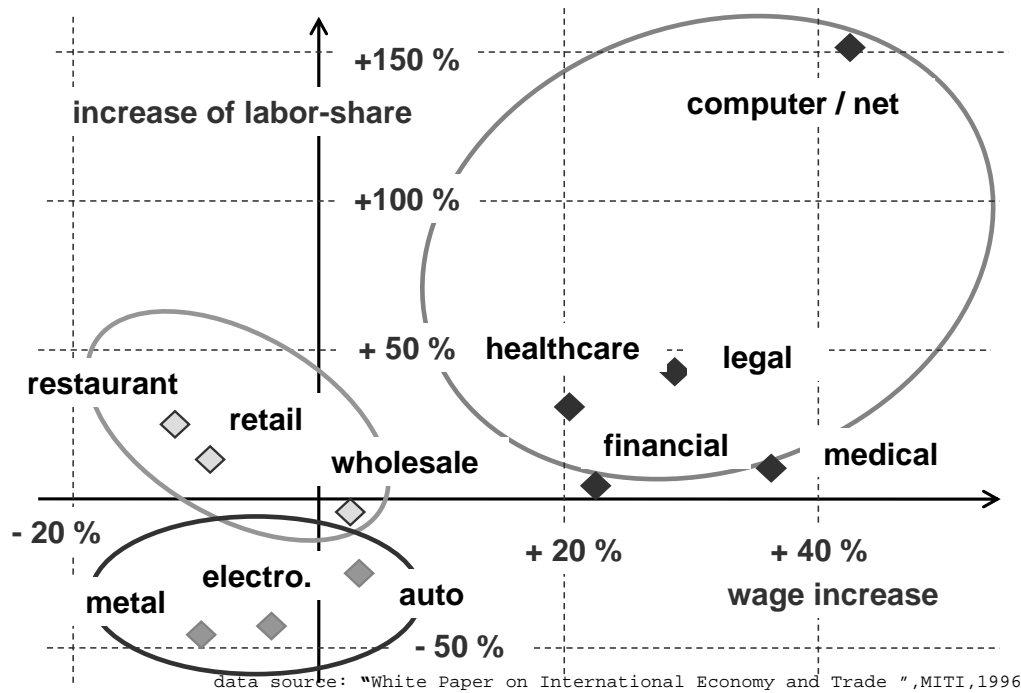 +150 %
computer / net
increase of labor-share
+100 %
+ 50 %
healthcare
legal
restaurant
retail
financial
medical
wholesale
- 20 %
+ 20 %
+ 40 %
electro.
metal
auto
wage increase
- 50 %
data source: “White Paper on International Economy and Trade ”,MITI,1996